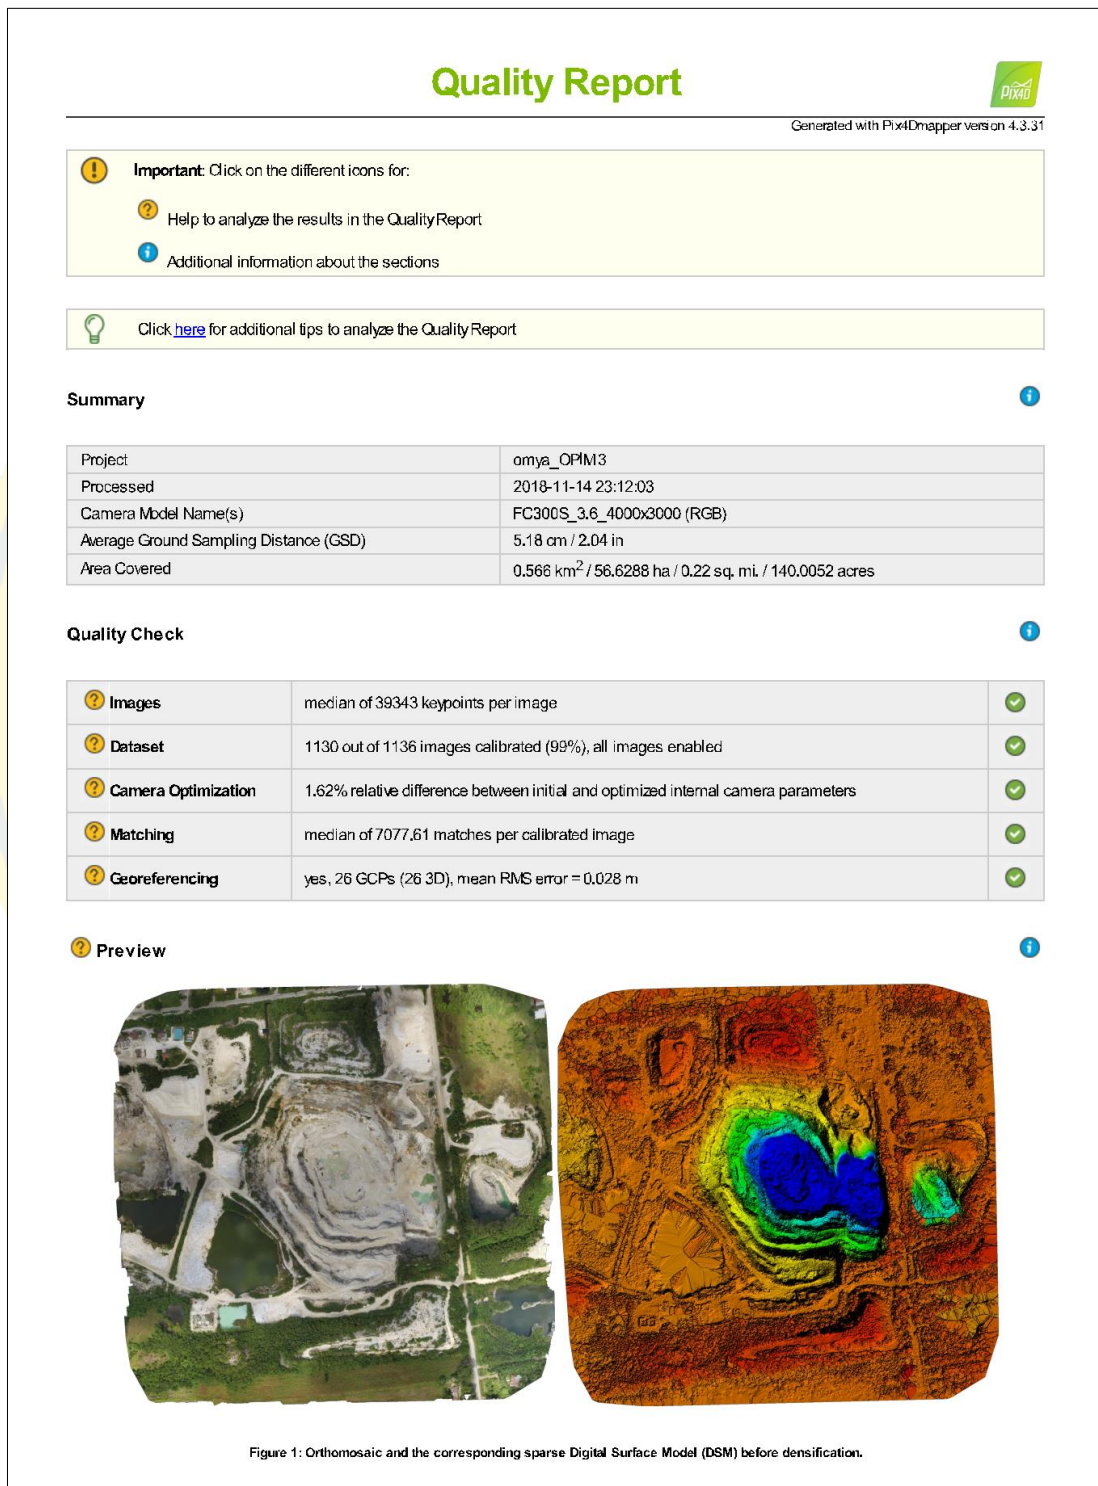 Quality Report
PIX4D
Generated with Pix4Dmapper version 4.3.31
Important: Click on the different icons for:
Help to analyze the results in the Quality Report
Additional information about the sections
Click here for additional tips to analyze the Quality Report
Summary
Project omya_OPIM3
Processed 2018-11-14 23:12:03
Camera Model Name(s) FC300S_3.6_4000x3000 (RGB)
Average Ground Sampling Distance (GSD) 5.18 cm / 2.04 in
Area Covered 0.566 km² / 56.6288 ha / 0.22 sq. mi. / 140.0052 acres
Quality Check
Images median of 39343 keypoints per image
Dataset 1130 out of 1136 images calibrated (99%), all images enabled
Camera Optimization 1.62% relative difference between initial and optimized internal camera parameters
Matching median of 7077.61 matches per calibrated image
Georeferencing yes, 26 GCPs (26 3D), mean RMS error = 0.028 m
Preview
Figure 1: Orthomosaic and the corresponding sparse Digital Surface Model (DSM) before densification.